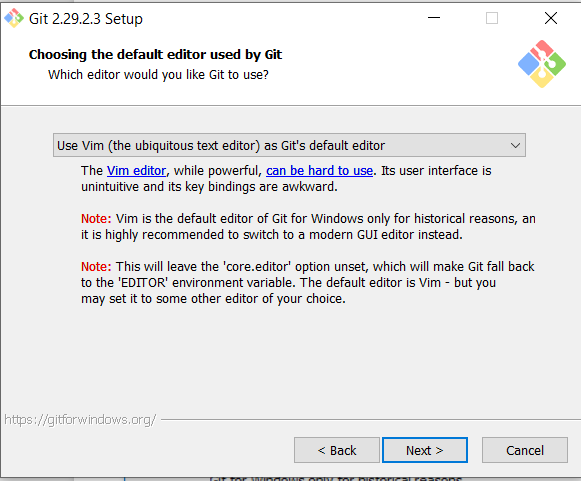 Git 2.29.2.3 Setup
Choosing the default editor used by Git
Which editor would you like Git to use?
Use Vim (the ubiquitous text editor) as Git's default editor
The Vim editor, while powerful, can be hard to use. Its user interface is
unintuitive and its key bindings are awkward.
Note: Vim is the default editor of Git for Windows only for historical reasons, an
it is highly recommended to switch to a modern GUI editor instead.
Note: This will leave the 'core.editor' option unset, which will make Git fall back
to the 'EDITOR' environment variable. The default editor is Vim - but you
may set it to some other editor of your choice.
https://gitforwindows.org/
< Back
Next >
Cancel
Git for Windows only for historical reasons